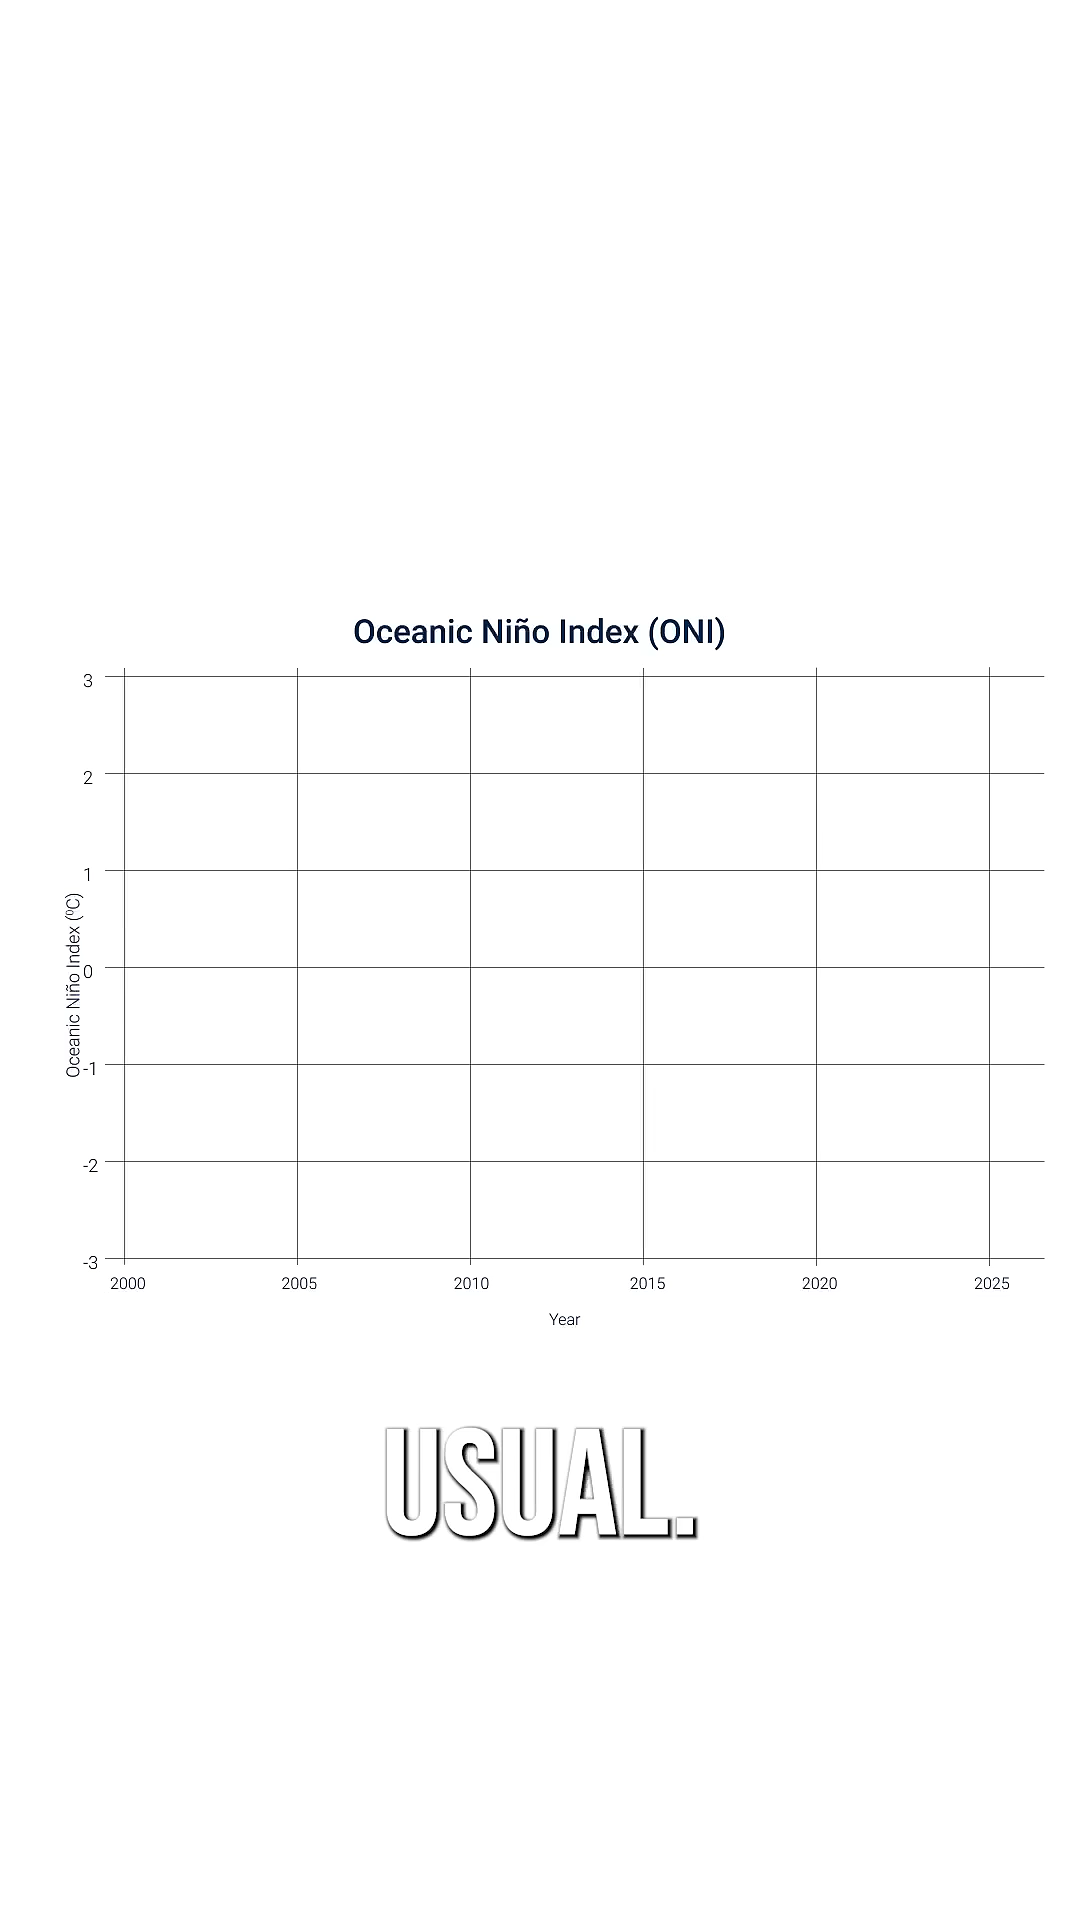 Oceanic Niño Index (ONI)
3
2
1
0
-1
-2
-3
Oceanic Niño Index (⁰C)
2000 2005 2010 2015 2020 2025
Year
USUAL.